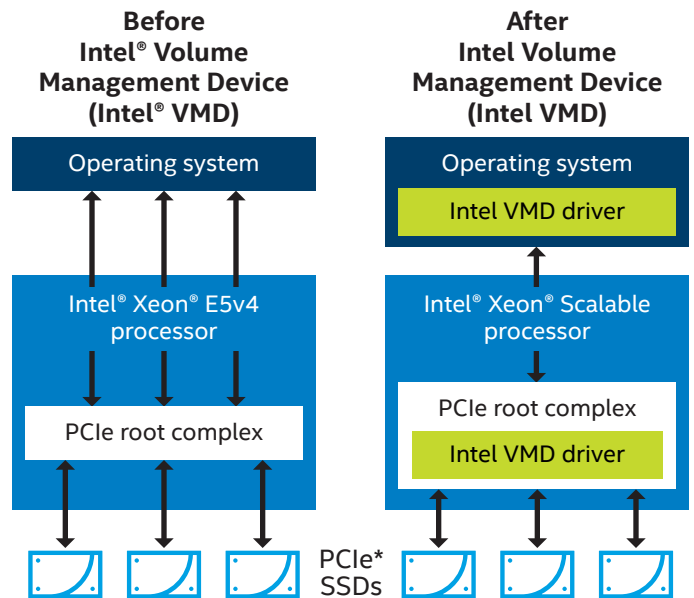 Before
Intel® Volume
Management Device
(Intel® VMD)
Operating system
Intel® Xeon® E5v4
processor
PCIe root complex
After
Intel Volume
Management Device
(Intel VMD)
Operating system
Intel VMD driver
Intel® Xeon® Scalable
processor
PCIe root complex
Intel VMD driver
PCIe*
SSDs